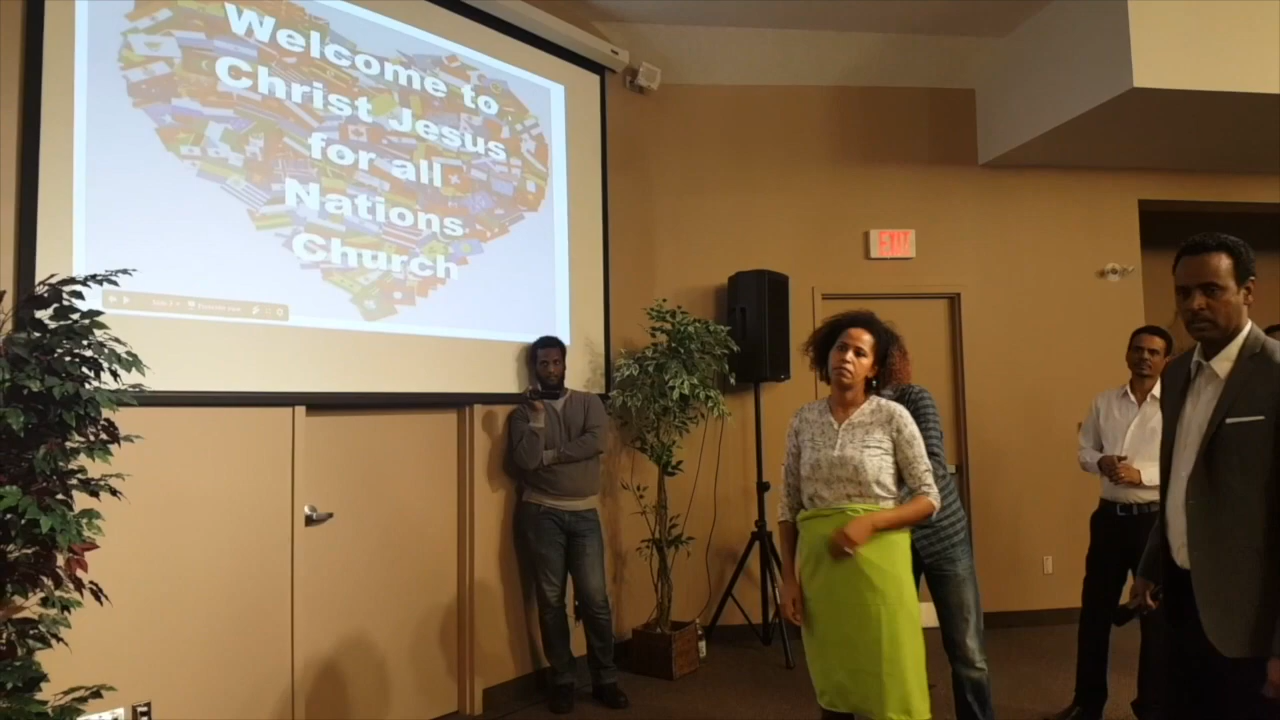 Welcome to
Christ Jesus
for all
Nations
Church
EXIT